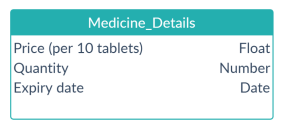 Medicine_Details
Price (per 10 tablets) Float
Quantity Number
Expiry date Date